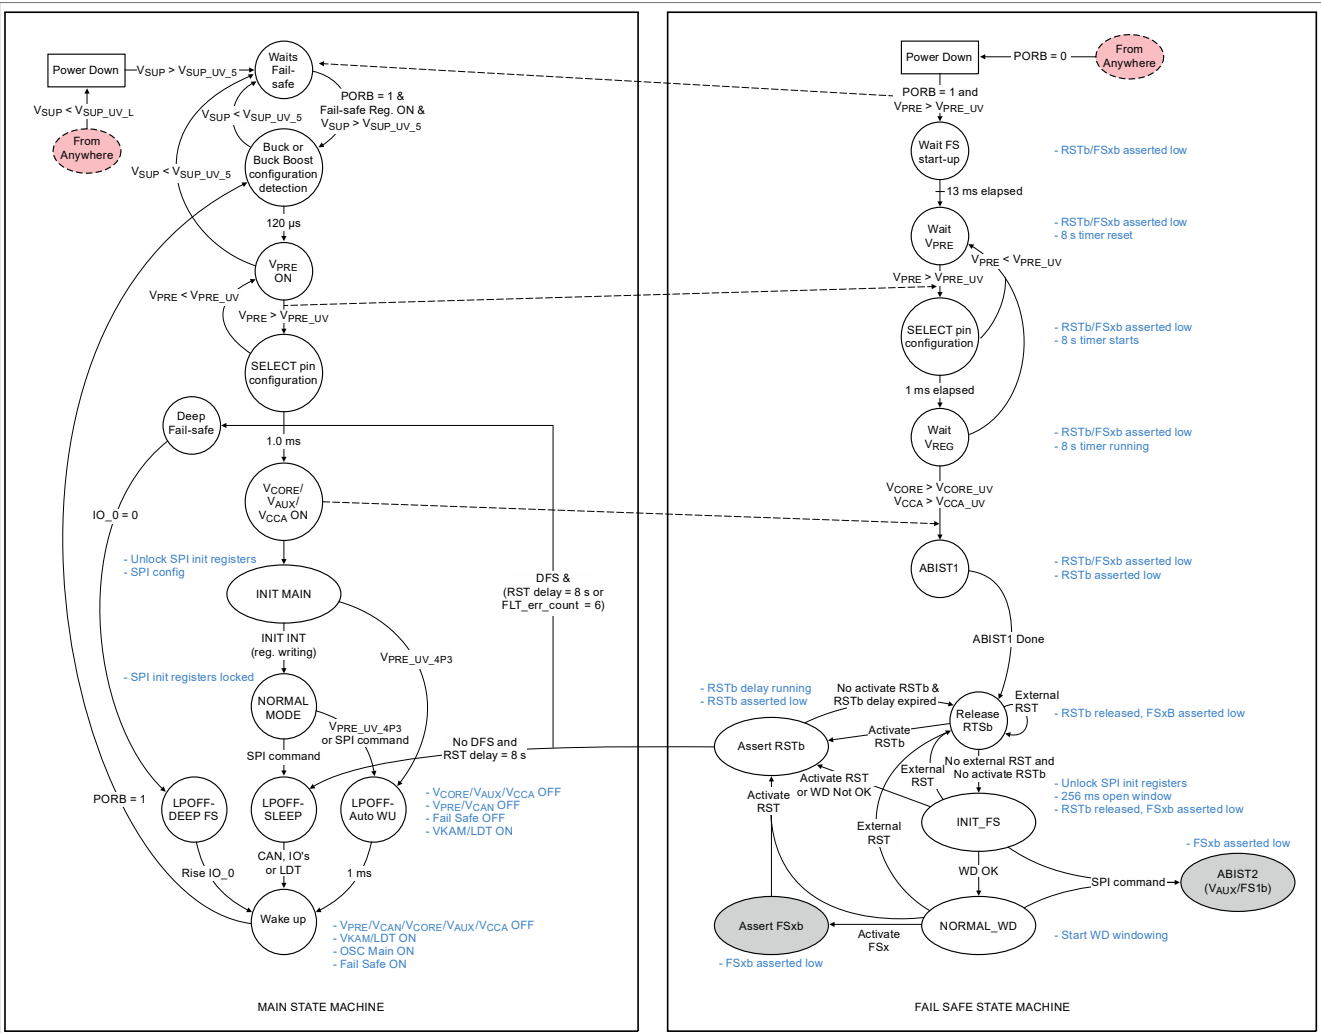 Power Down
VSUP > VSUP_UV_5
Waits
Fail-
safe
VSUP < VSUP_UV_L
From
Anywhere
PORB = 1 &
Fail-safe Reg. ON &
VSUP > VSUP_UV_5
VSUP < VSUP_UV_5
Buck or
Buck Boost
configuration
detection
VSUP < VSUP_UV_5
120 µs
VPRE
ON
VPRE < VPRE_UV
VPRE > VPRE_UV
SELECT pin
configuration
Deep
Fail-safe
1.0 ms
VCORE/
VAUX/
VCCA ON
IO_0 = 0
- Unlock SPI init registers
- SPI config
INIT MAIN
DFS &
(RST delay = 8 s or
FLT_err_count = 6)
INIT INT
(reg. writing)
VPRE_UV_4P3
- SPI init registers locked
NORMAL
MODE
VPRE_UV_4P3
or SPI command
SPI command
No DFS and
RST delay = 8 s
PORB = 1
LPOFF-
DEEP FS
LPOFF-
SLEEP
LPOFF-
Auto WU
- VCORE/VAUX/VCCA OFF
- VPRE/VCAN OFF
- Fail Safe OFF
- VKAM/LDT ON
Rise IO_0
CAN, IO's
or LDT
1 ms
Wake up
- VPRE/VCAN/VCORE/VAUX/VCCA OFF
- VKAM/LDT ON
- OSC Main ON
- Fail Safe ON
MAIN STATE MACHINE
Power Down
PORB = 0
From
Anywhere
PORB = 1 and
VPRE > VPRE_UV
Wait FS
start-up
- RSTb/FSxb asserted low
13 ms elapsed
Wait
VPRE
- RSTb/FSxb asserted low
- 8 s timer reset
VPRE < VPRE_UV
VPRE > VPRE_UV
SELECT pin
configuration
- RSTb/FSxb asserted low
- 8 s timer starts
1 ms elapsed
Wait
VREG
- RSTb/FSxb asserted low
- 8 s timer running
VCORE > VCORE_UV
VCCA > VCCA_UV
ABIST1
- RSTb/FSxb asserted low
- RSTb asserted low
ABIST1 Done
- RSTb delay running
- RSTb asserted low
No activate RSTb &
RSTb delay expired
External
RST
Release
RTSb
- RSTb released, FSxB asserted low
Assert RSTb
Activate
RSTb
No external RST and
No activate RSTb
External
RST
Activate RST
or WD Not OK
Activate
RST
- Unlock SPI init registers
- 256 ms open window
- RSTb released, FSxb asserted low
INIT_FS
External
RST
- FSxb asserted low
WD OK
SPI command
ABIST2
(VAUX/FS1b)
Assert FSxb
Activate
FSx
NORMAL_WD
- Start WD windowing
- FSxb asserted low
FAIL SAFE STATE MACHINE